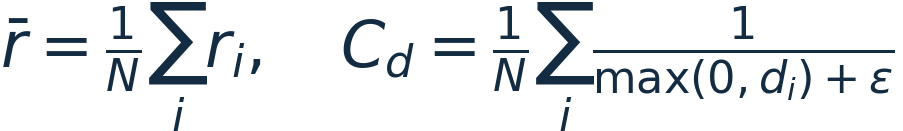 r̄ = 1/N ∑_i r_i,    C_d = 1/N ∑_i 1/(max(0, d_i) + ε)